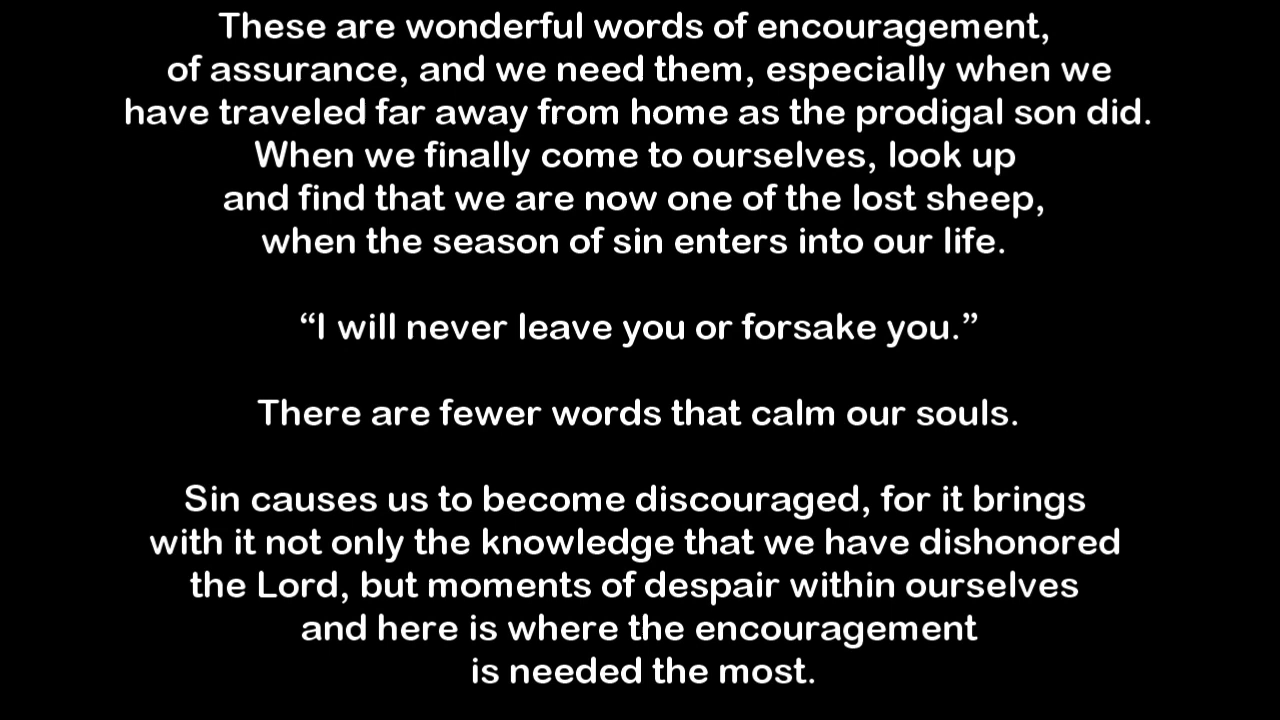 These are wonderful words of encouragement,
of assurance, and we need them, especially when we
have traveled far away from home as the prodigal son did.
When we finally come to ourselves, look up
and find that we are now one of the lost sheep,
when the season of sin enters into our life.
“I will never leave you or forsake you.”
There are fewer words that calm our souls.
Sin causes us to become discouraged, for it brings
with it not only the knowledge that we have dishonored
the Lord, but moments of despair within ourselves
and here is where the encouragement
is needed the most.